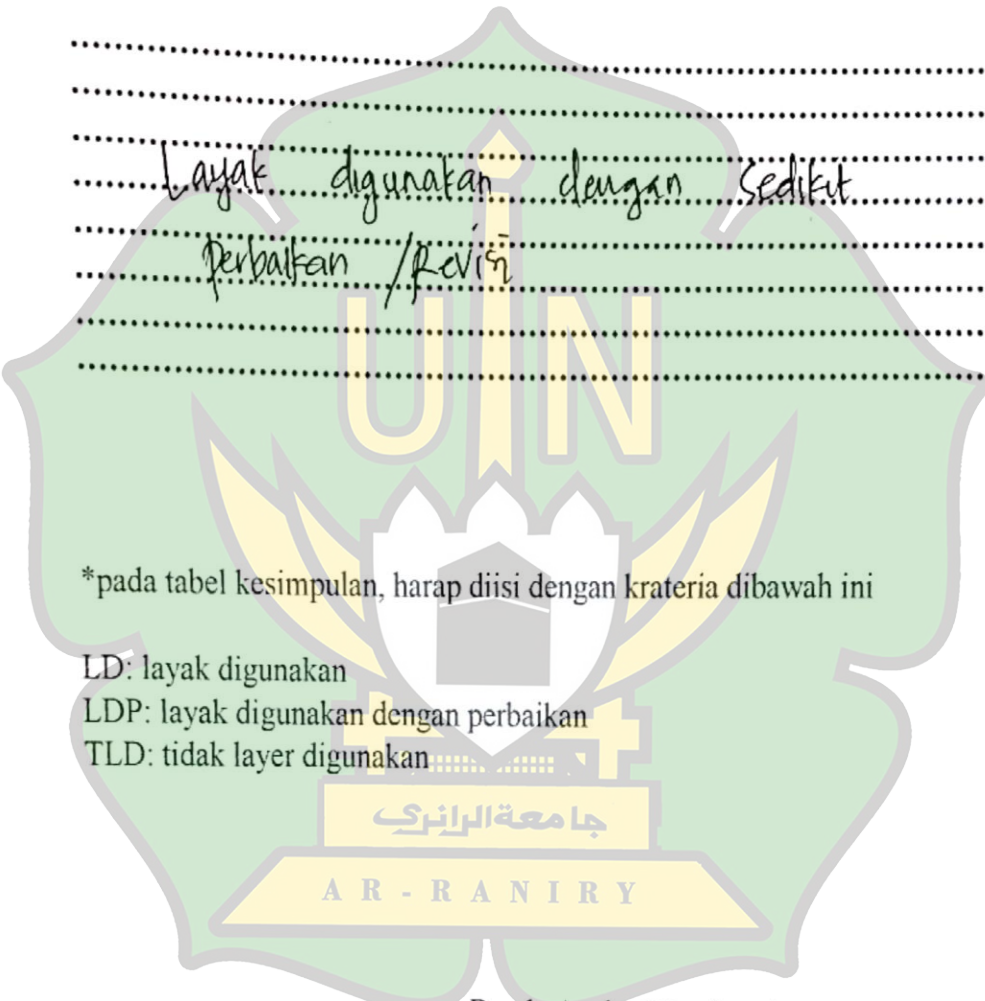 Layak digunakan dengan sedikit
Perbaikan / Revisi
UIN
*pada tabel kesimpulan, harap diisi dengan krateria dibawah ini
LD: layak digunakan
LDP: layak digunakan dengan perbaikan
TLD: tidak layer digunakan
جامعة الرانري
AR-RANIRY